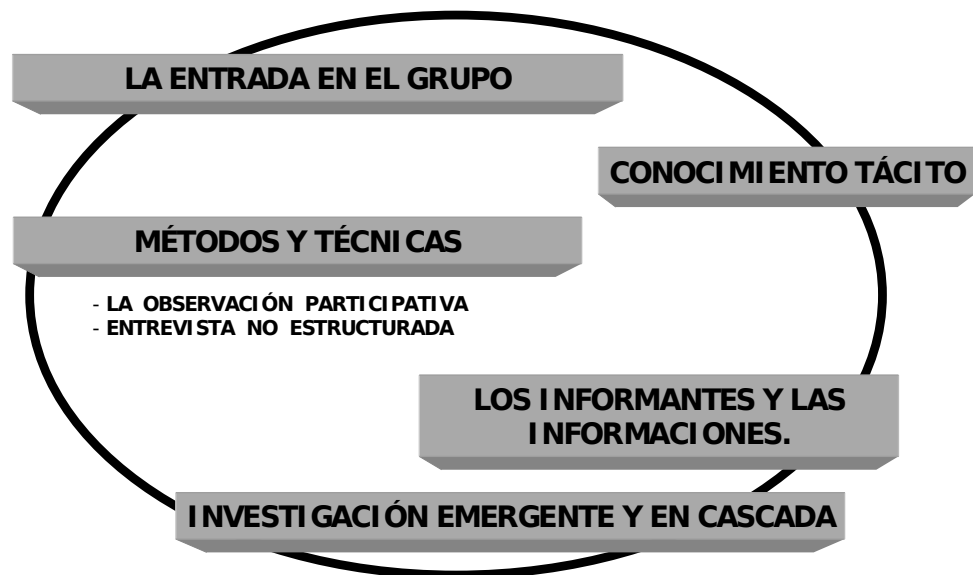 LA ENTRADA EN EL GRUPO
CONOCIMIENTO TÁCITO
MÉTODOS Y TÉCNICAS
- LA OBSERVACIÓN PARTICIPATIVA
- ENTREVISTA NO ESTRUCTURADA
LOS INFORMANTES Y LAS
INFORMACIONES.
INVESTIGACIÓN EMERGENTE Y EN CASCADA